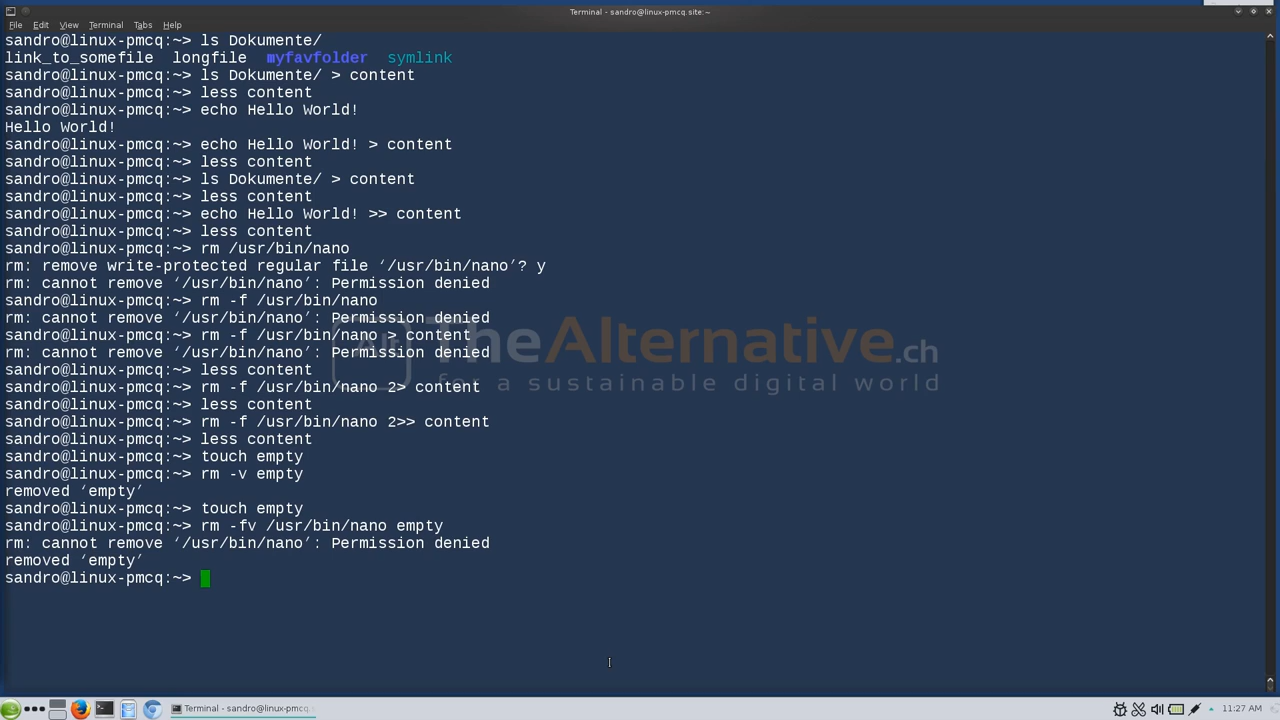 Terminal - sandro@linux-pmcq.site:~
File Edit View Terminal Tabs Help
sandro@linux-pmcq:~> ls Dokumente/
link_to_somefile  longfile  myfavfolder  symlink
sandro@linux-pmcq:~> ls Dokumente/ > content
sandro@linux-pmcq:~> less content
sandro@linux-pmcq:~> echo Hello World!
Hello World!
sandro@linux-pmcq:~> echo Hello World! > content
sandro@linux-pmcq:~> less content
sandro@linux-pmcq:~> ls Dokumente/ > content
sandro@linux-pmcq:~> less content
sandro@linux-pmcq:~> echo Hello World! >> content
sandro@linux-pmcq:~> less content
sandro@linux-pmcq:~> rm /usr/bin/nano
rm: remove write-protected regular file ‘/usr/bin/nano’? y
rm: cannot remove ‘/usr/bin/nano’: Permission denied
sandro@linux-pmcq:~> rm -f /usr/bin/nano
rm: cannot remove ‘/usr/bin/nano’: Permission denied
sandro@linux-pmcq:~> rm -f /usr/bin/nano > content
rm: cannot remove ‘/usr/bin/nano’: Permission denied
sandro@linux-pmcq:~> less content
sandro@linux-pmcq:~> rm -f /usr/bin/nano 2> content
sandro@linux-pmcq:~> less content
sandro@linux-pmcq:~> rm -f /usr/bin/nano 2>> content
sandro@linux-pmcq:~> less content
sandro@linux-pmcq:~> touch empty
sandro@linux-pmcq:~> rm -v empty
removed ‘empty’
sandro@linux-pmcq:~> touch empty
sandro@linux-pmcq:~> rm -fv /usr/bin/nano empty
rm: cannot remove ‘/usr/bin/nano’: Permission denied
removed ‘empty’
sandro@linux-pmcq:~>
TheAlternative.ch
for a sustainable digital world
Terminal - sandro@linux-pmcq.s
11:27 AM